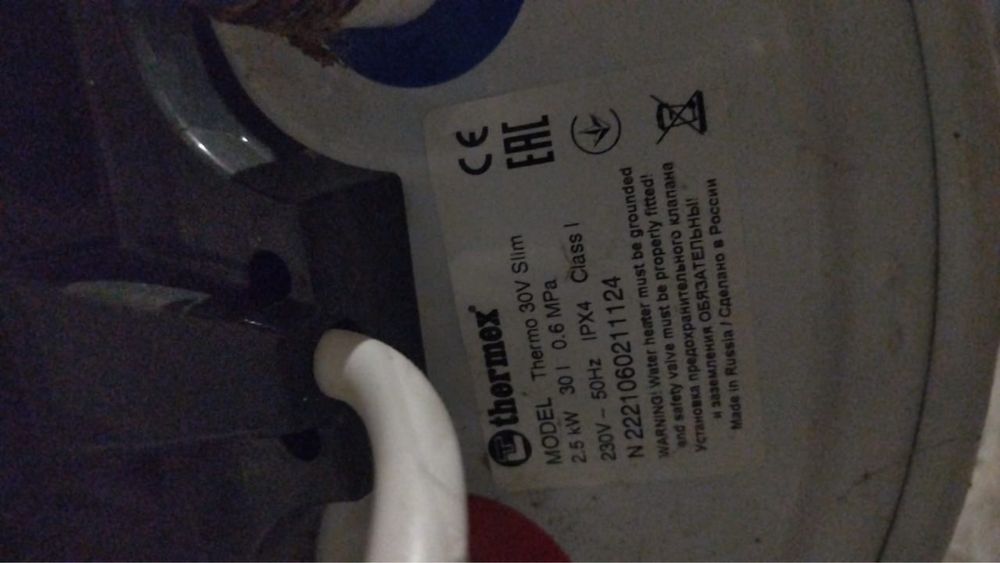 CE
EAC
thermex
MODEL Thermo 30V Slim
2.5 kW 30 l 0.6 MPa
230V ~ 50Hz IPX4 Class I
N 22210602111124
WARNING! Water heater must be grounded
and safety valve must be properly fitted!
Установка предохранительного клапана
и заземления ОБЯЗАТЕЛЬНЫ!
Made in Russia / Сделано в России